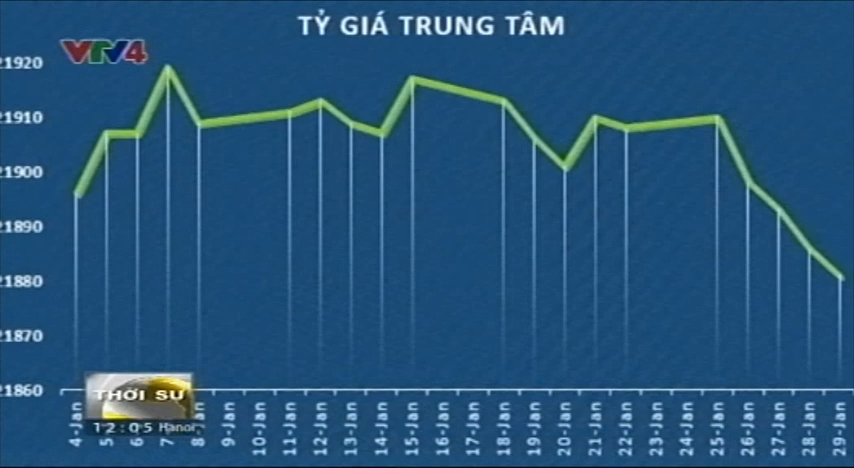 TỶ GIÁ TRUNG TÂM
VTV4
21920
21910
21900
21890
21880
21870
21860
THỜI SỰ
12:05 Hanoi
4-Jan
8-Jan
9-Jan
10-Jan
11-Jan
12-Jan
13-Jan
14-Jan
15-Jan
16-Jan
17-Jan
18-Jan
19-Jan
20-Jan
21-Jan
22-Jan
23-Jan
24-Jan
25-Jan
26-Jan
27-Jan
28-Jan
29-Jan